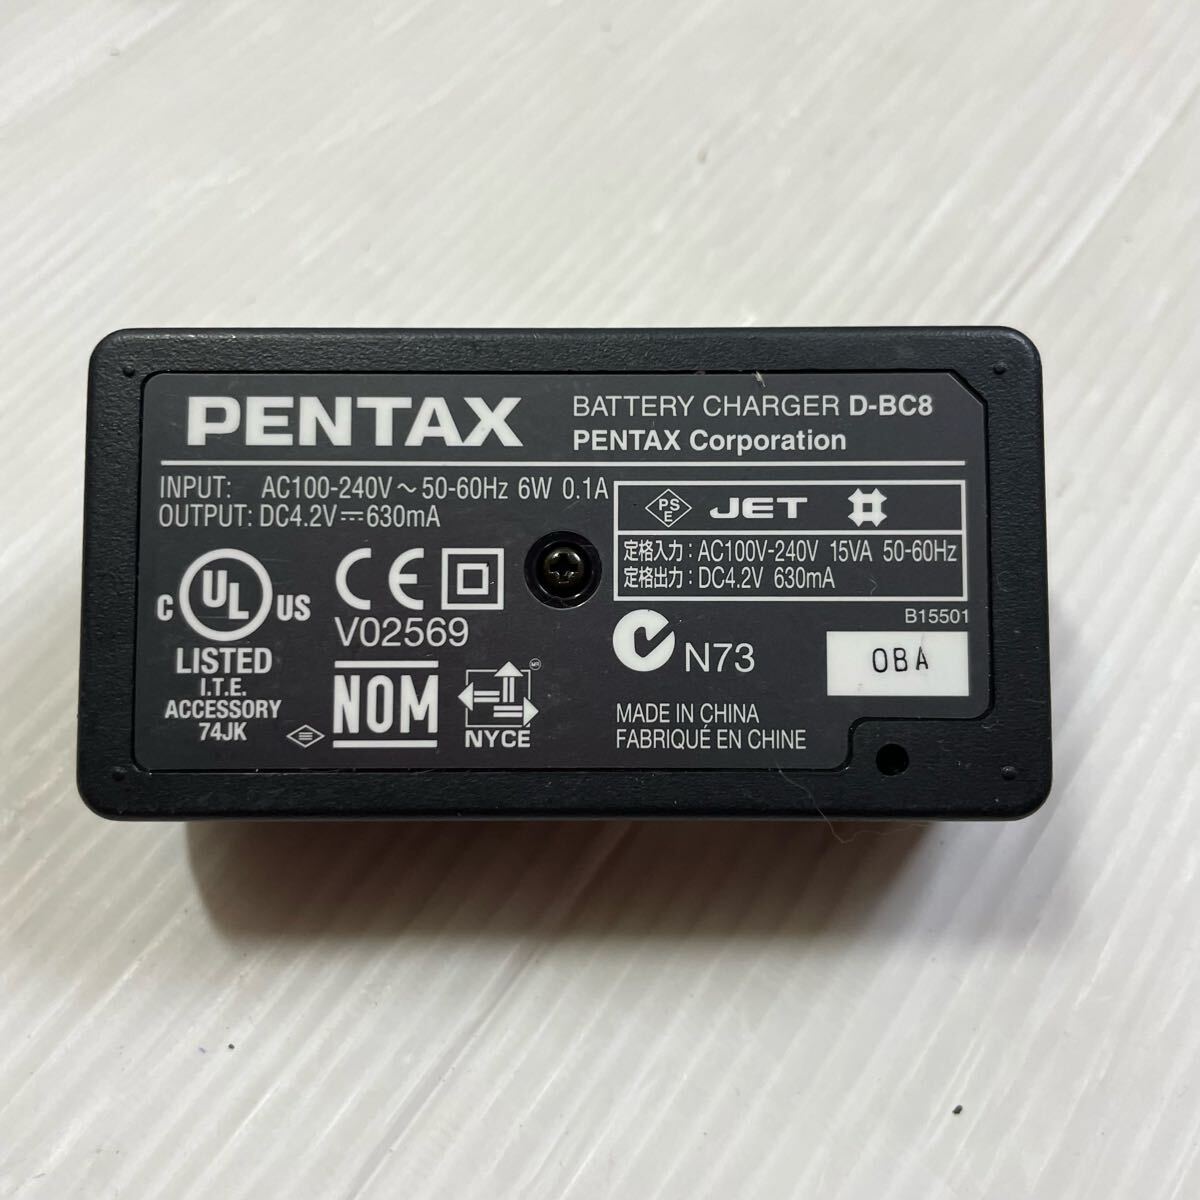 PENTAX
BATTERY CHARGER D-BC8
PENTAX Corporation
INPUT: AC100-240V～50-60Hz 6W 0.1A
OUTPUT: DC4.2V⎓630mA
PS
E
JET
定格入力：AC100V-240V 15VA 50-60Hz
定格出力：DC4.2V 630mA
B15501
C UL US
LISTED
I.T.E.
ACCESSORY
74JK
CE
V02569
NOM
MR
NYCE
N73
0BA
MADE IN CHINA
FABRIQUÉ EN CHINE